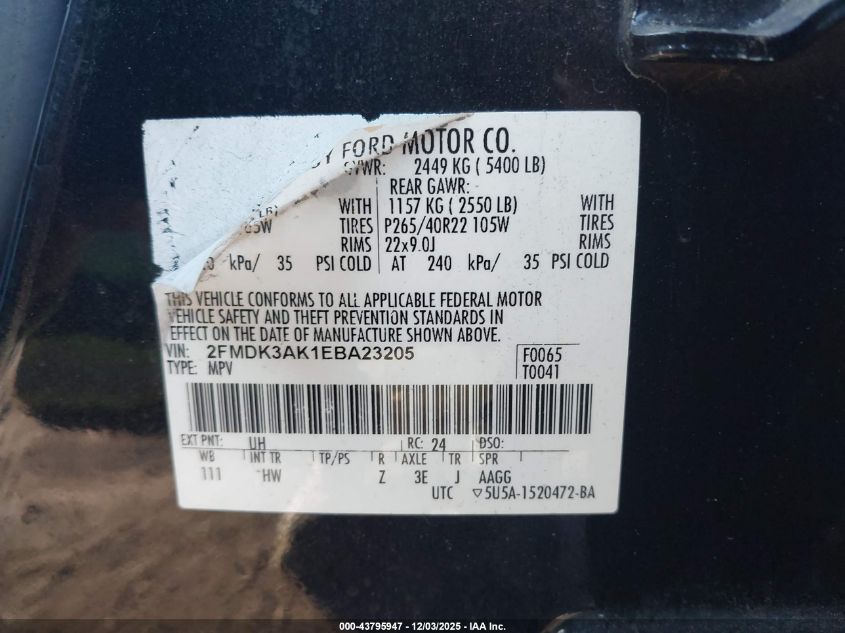 BY FORD MOTOR CO.
GVWR: 2449 KG ( 5400 LB)
REAR GAWR: -
LB) WITH 1157 KG ( 2550 LB) WITH
105W TIRES P265/40R22 105W TIRES
RIMS 22x9.0J RIMS
kPa/ 35 PSI COLD AT 240 kPa/ 35 PSI COLD
THIS VEHICLE CONFORMS TO ALL APPLICABLE FEDERAL MOTOR
VEHICLE SAFETY AND THEFT PREVENTION STANDARDS IN
EFFECT ON THE DATE OF MANUFACTURE SHOWN ABOVE.
VIN: 2FMDK3AK1EBA23205 F0065
TYPE: MPV T0041
EXT PNT: UH RC: 24 DSO:
WB INT TR TP/PS R AXLE TR SPR
111 HW Z 3E J AAGG
UTC ▽5U5A-1520472-BA
000-43795947 - 12/03/2025 - IAA Inc.